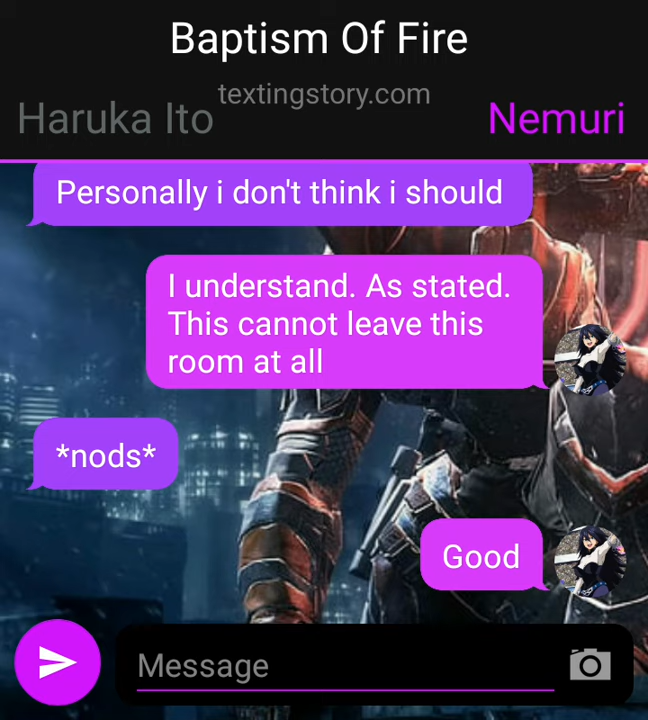 Baptism Of Fire
textingstory.com
Haruka Ito
Nemuri
Personally i don't think i should
I understand. As stated.
This cannot leave this
room at all
*nods*
Good
Message